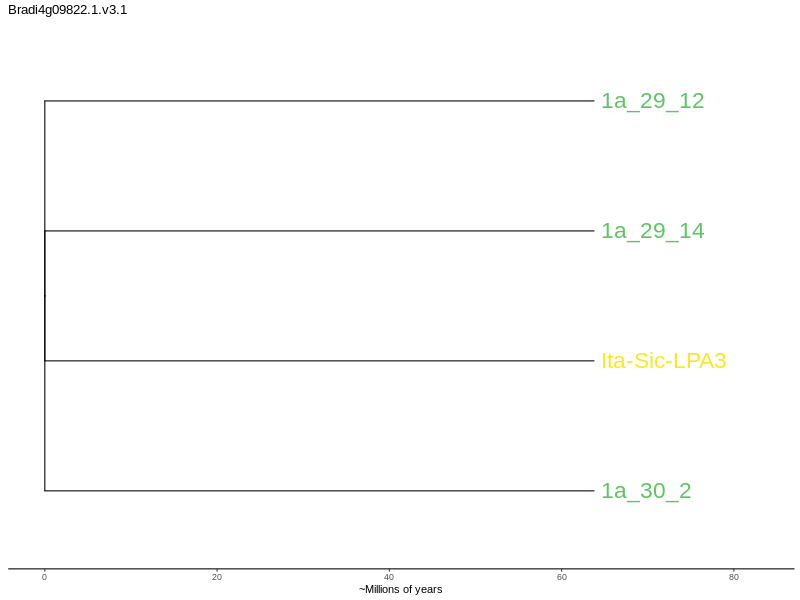 Bradi4g09822.1.v3.1
1a_29_12
1a_29_14
Ita-Sic-LPA3
1a_30_2
0 20 40 60 80
~Millions of years